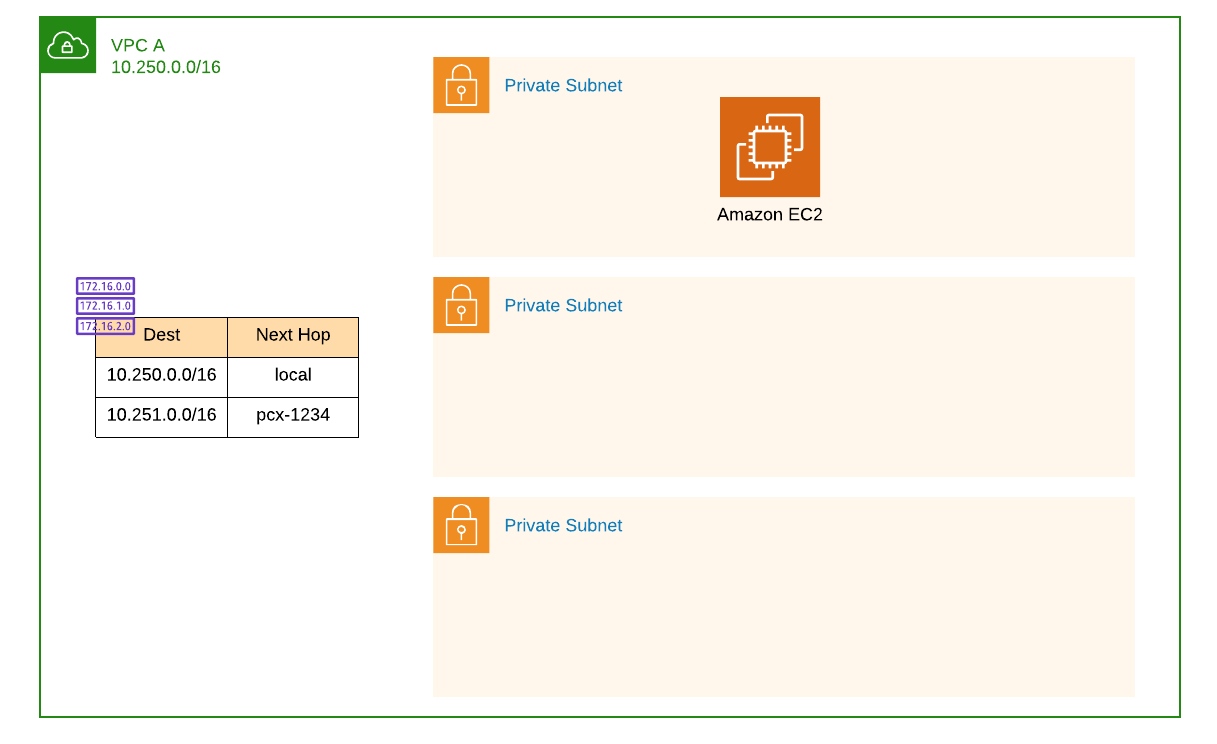 VPC A
10.250.0.0/16
Private Subnet
Amazon EC2
172.16.0.0
172.16.1.0
172.16.2.0
Dest Next Hop
10.250.0.0/16 local
10.251.0.0/16 pcx-1234
Private Subnet
Private Subnet